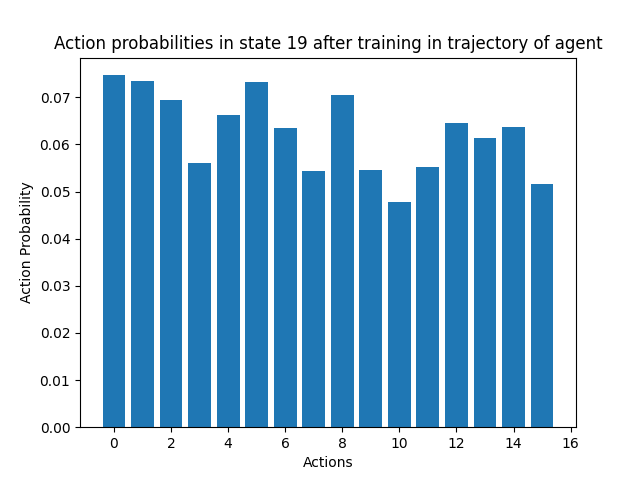 Action probabilities in state 19 after training in trajectory of agent
0.07
0.06
0.05
0.04
0.03
0.02
0.01
0.00
Action Probability
0 2 4 6 8 10 12 14 16
Actions